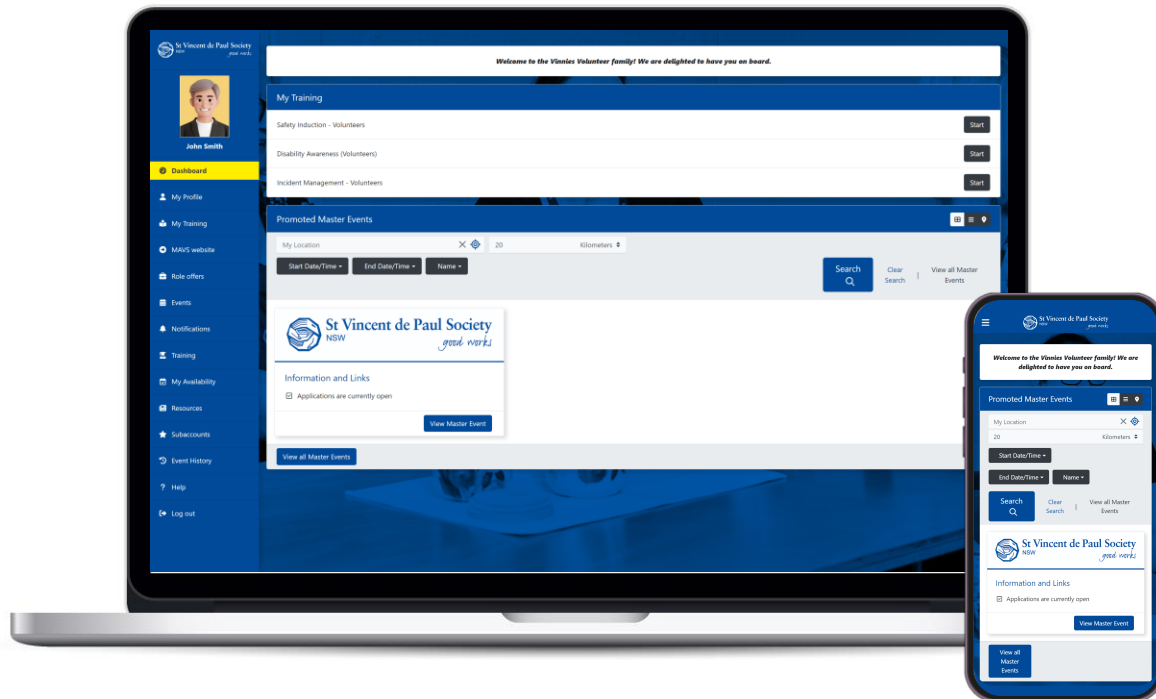 St Vincent de Paul Society
NSW
good works
John Smith
Dashboard
My Profile
My Training
MAVS website
Role offers
Events
Notifications
Training
My Availability
Resources
Subaccounts
Event History
Help
Log out
Welcome to the Vinnies Volunteer family! We are delighted to have you on board.
My Training
Safety Induction - Volunteers Start
Disability Awareness (Volunteers) Start
Incident Management - Volunteers Start
Promoted Master Events
My Location 20 Kilometers
Start Date/Time End Date/Time Name
Search
Clear
Search
|
View all Master
Events
St Vincent de Paul Society
NSW
good works
Information and Links
Applications are currently open
View Master Event
View all Master Events
St Vincent de Paul Society
NSW
good works
Welcome to the Vinnies Volunteer family! We are
delighted to have you on board.
Promoted Master Events
My Location
20 Kilometers
Start Date/Time
End Date/Time Name
Search
Clear
Search
|
View all Master
Events
St Vincent de Paul Society
NSW
good works
Information and Links
Applications are currently open
View Master Event
View all
Master
Events